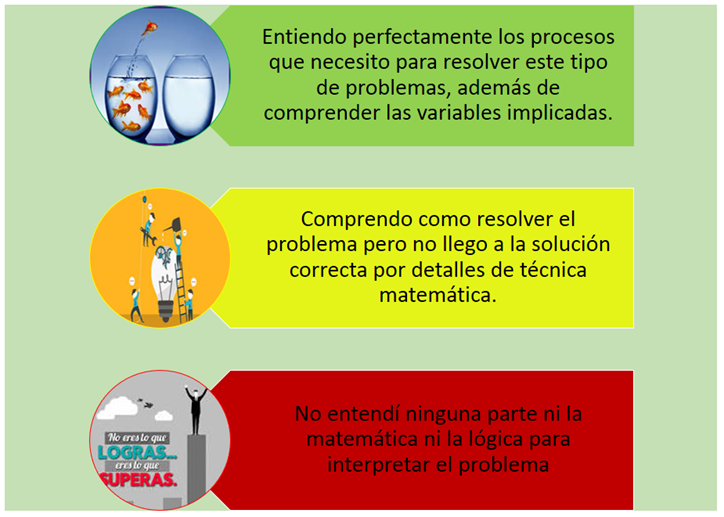 Entiendo perfectamente los procesos
que necesito para resolver este tipo
de problemas, además de
comprender las variables implicadas.
Comprendo como resolver el
problema pero no llego a la solución
correcta por detalles de técnica
matemática.
No eres lo que
LOGRAS...
eres lo que
SUPERAS.
No entendí ninguna parte ni la
matemática ni la lógica para
interpretar el problema